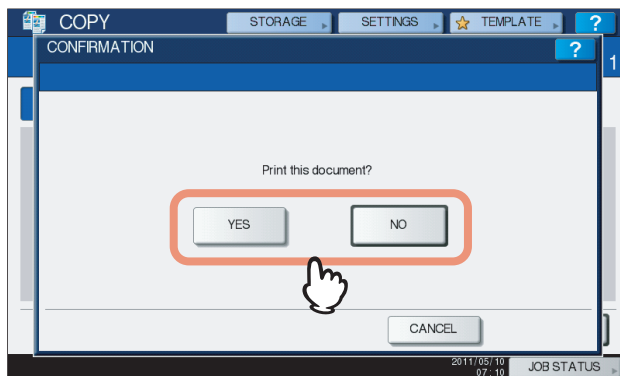 COPY STORAGE SETTINGS TEMPLATE ?
CONFIRMATION ?
1
Print this document?
YES NO
CANCEL
2011/05/10
07:10 JOB STATUS